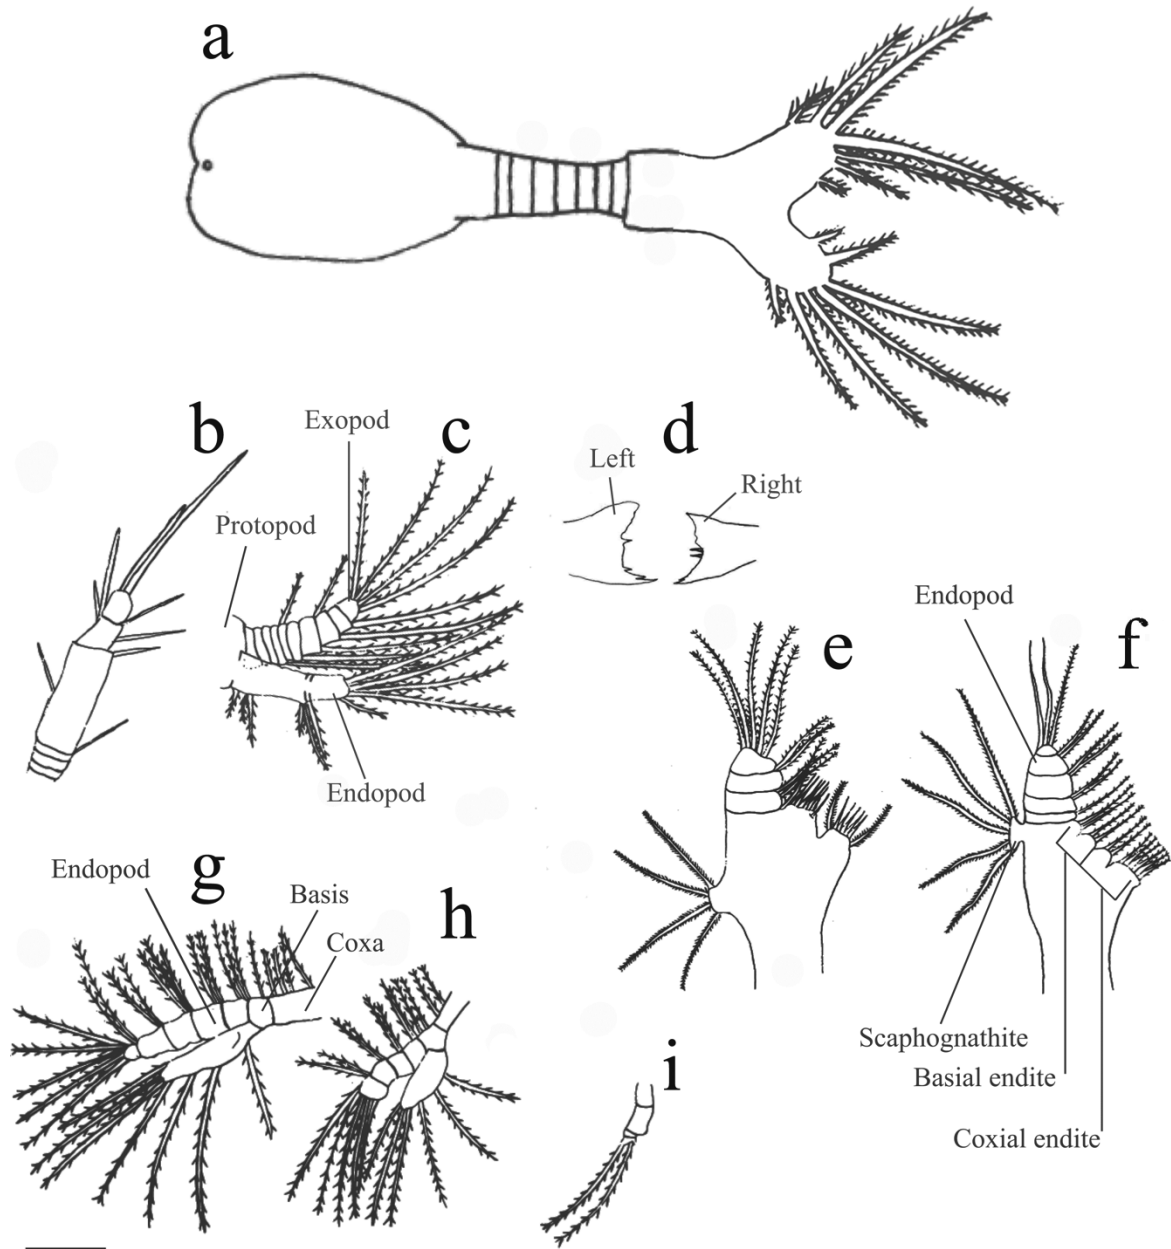 a
b
Exopod
c
d
Left
Right
Protopod
Endopod
Endopod
e
f
Endopod
g
Basis
Coxa
h
i
Scaphognathite
Basial endite
Coxial endite